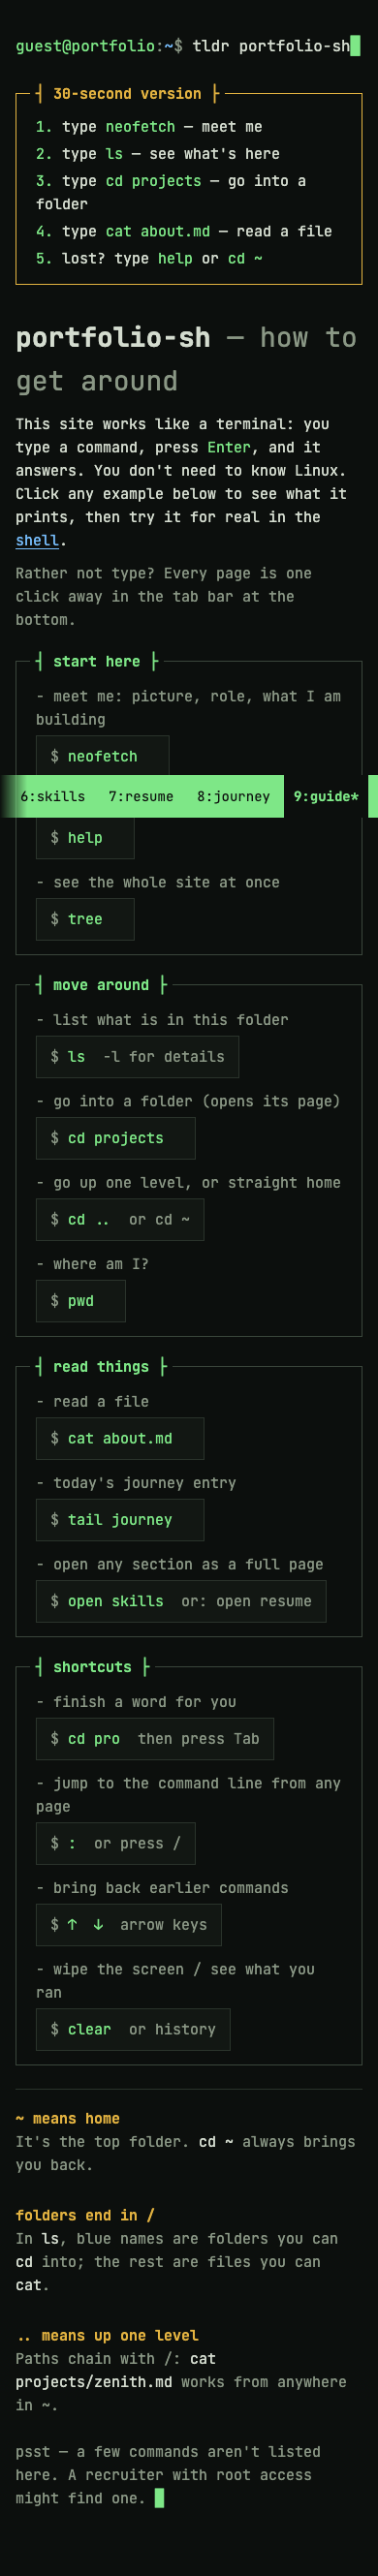 guest@portfolio:~$ tldr portfolio-sh
30-second version
1. type neofetch — meet me
2. type ls — see what's here
3. type cd projects — go into a
folder
4. type cat about.md — read a file
5. lost? type help or cd ~
portfolio-sh — how to
get around
This site works like a terminal: you
type a command, press Enter, and it
answers. You don't need to know Linux.
Click any example below to see what it
prints, then try it for real in the
shell.
Rather not type? Every page is one
click away in the tab bar at the
bottom.
start here
- meet me: picture, role, what I am
building
$ neofetch
6:skills 7:resume 8:journey 9:guide*
$ help
- see the whole site at once
$ tree
move around
- list what is in this folder
$ ls -l for details
- go into a folder (opens its page)
$ cd projects
- go up one level, or straight home
$ cd .. or cd ~
- where am I?
$ pwd
read things
- read a file
$ cat about.md
- today's journey entry
$ tail journey
- open any section as a full page
$ open skills or: open resume
shortcuts
- finish a word for you
$ cd pro then press Tab
- jump to the command line from any
page
$ : or press /
- bring back earlier commands
$ ↑ ↓ arrow keys
- wipe the screen / see what you
ran
$ clear or history
~ means home
It's the top folder. cd ~ always brings
you back.
folders end in /
In ls, blue names are folders you can
cd into; the rest are files you can
cat.
.. means up one level
Paths chain with /: cat
projects/zenith.md works from anywhere
in ~.
psst — a few commands aren't listed
here. A recruiter with root access
might find one.